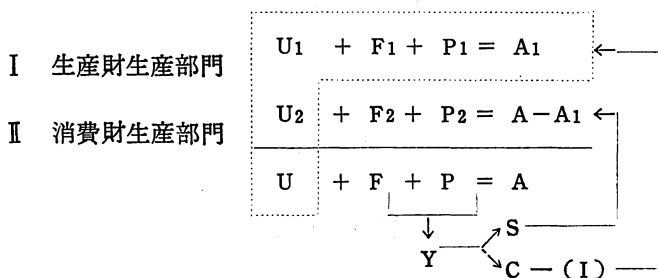 I 生産財生産部門 U1 + F1 + P1 = A1
II 消費財生産部門 U2 + F2 + P2 = A−A1
U + F + P = A
S
Y
C − (I)